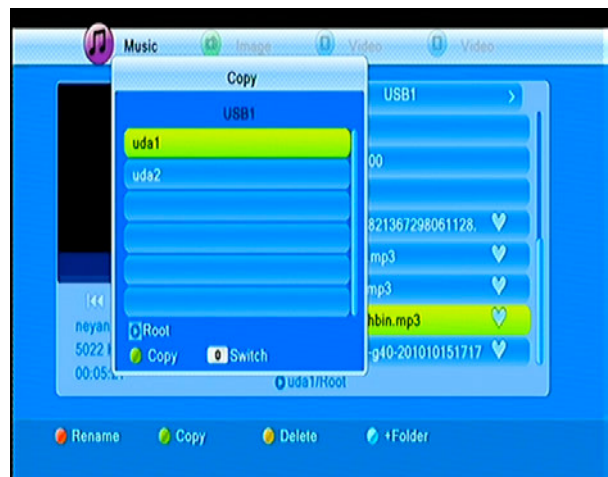 Music Image Video Video
Copy
USB1
uda1
uda2
Root
Copy 0 Switch
USB1
00
821367298061128.
.mp3
mp3
hbin.mp3
-g40-201010151717
neyan
5022
00:05:21
uda1/Root
Rename Copy Delete +Folder